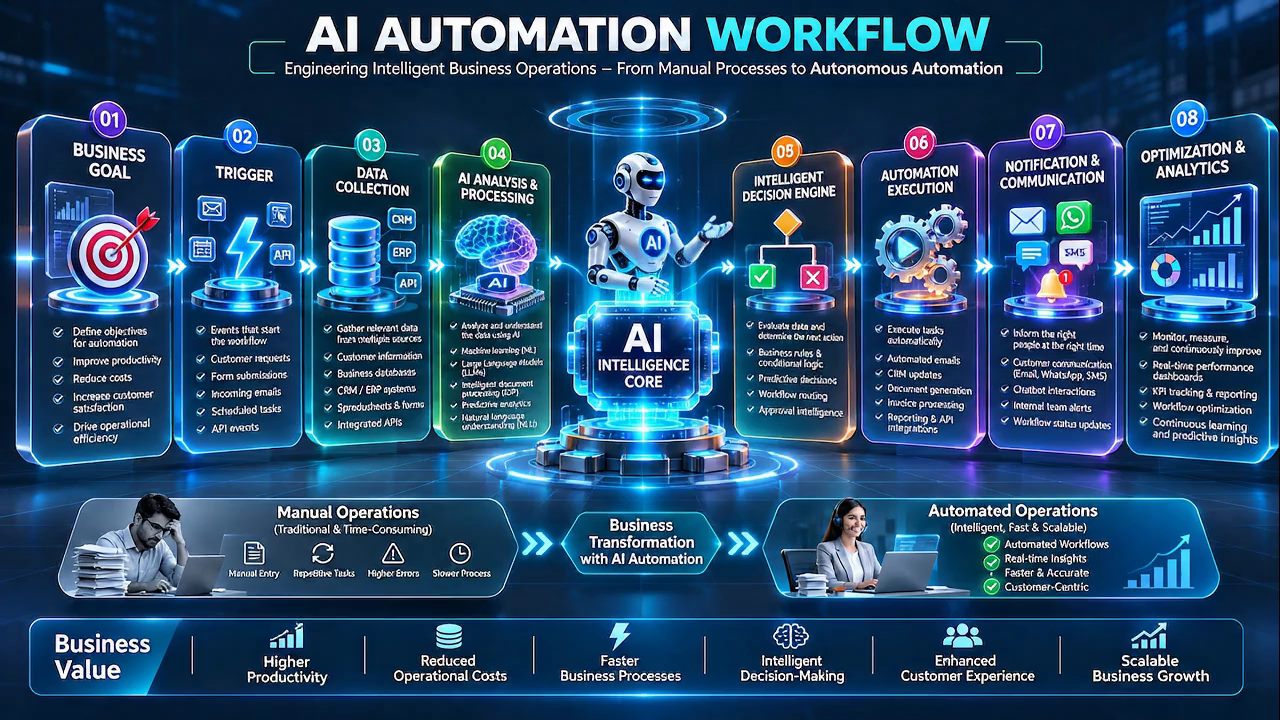 AI AUTOMATION WORKFLOW
Engineering Intelligent Business Operations – From Manual Processes to Autonomous Automation
01
BUSINESS
GOAL
Define objectives
for automation
Improve productivity
Reduce costs
Increase customer
satisfaction
Drive operational
efficiency
02
TRIGGER
API
Events that start
the workflow
Customer requests
Form submissions
Incoming emails
Scheduled tasks
API events
03
DATA
COLLECTION
CRM
ERP
API
Gather relevant data
from multiple sources
Customer information
Business databases
CRM / ERP systems
Spredsheets & forms
Integrated APIs
04
AI ANALYSIS &
PROCESSING
AI
Analyze and understand
the data using AI
Machine learning (ML)
Large Language Models
(LLMs)
Intelligent document
processing (IDP)
Predictive analytics
Natural language
understanding (NLU)
AI
AI
INTELLIGENCE
CORE
05
INTELLIGENT
DECISION ENGINE
Evaluate data and
determine the next action
Business rules &
conditional logic
Predictive decisions
Workflow routing
Approval intelligence
06
AUTOMATION
EXECUTION
Execute tasks
automatically
Automated emails
CRM updates
Document generation
Invoice processing
Reporting & API
integrations
07
NOTIFICATION &
COMMUNICATION
SMS
1
Inform the right
people at the right time
Customer communication
(Email, WhatsApp, SMS)
Chatbot interactions
Internal team alerts
Workflow status updates
08
OPTIMIZATION &
ANALYTICS
Monitor, measure,
and continuously improve
Real-time performance
dashboards
KPI tracking & reporting
Workflow optimization
Continuous learning
and predictive insights
Manual Operations
(Traditional & Time-Consuming)
Manual Entry
Repetitive Tasks
Higher Errors
Slower Process
Business
Transformation
with AI Automation
Automated Operations
(Intelligent, Fast & Scalable)
Automated Workflows
Real-time Insights
Faster & Accurate
Customer-Centric
Business
Value
Higher
Productivity
Reduced
Operational Costs
Faster
Business Processes
Intelligent
Decision-Making
Enhanced
Customer Experience
Scalable
Business Growth